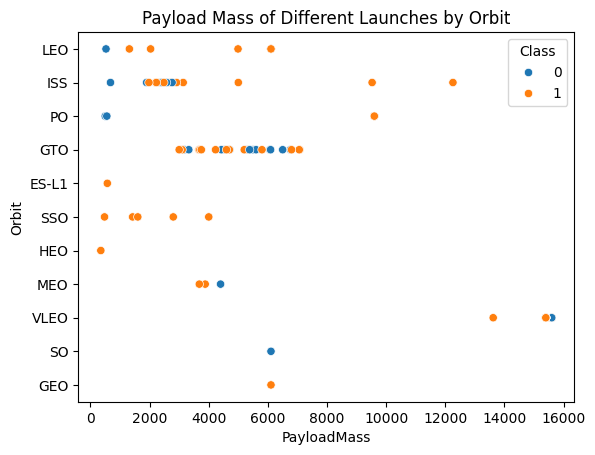 Payload Mass of Different Launches by Orbit
LEO
ISS
PO
GTO
ES-L1
SSO
HEO
MEO
VLEO
SO
GEO
Orbit
Class
0
1
0
2000
4000
6000
8000
10000
12000
14000
16000
PayloadMass